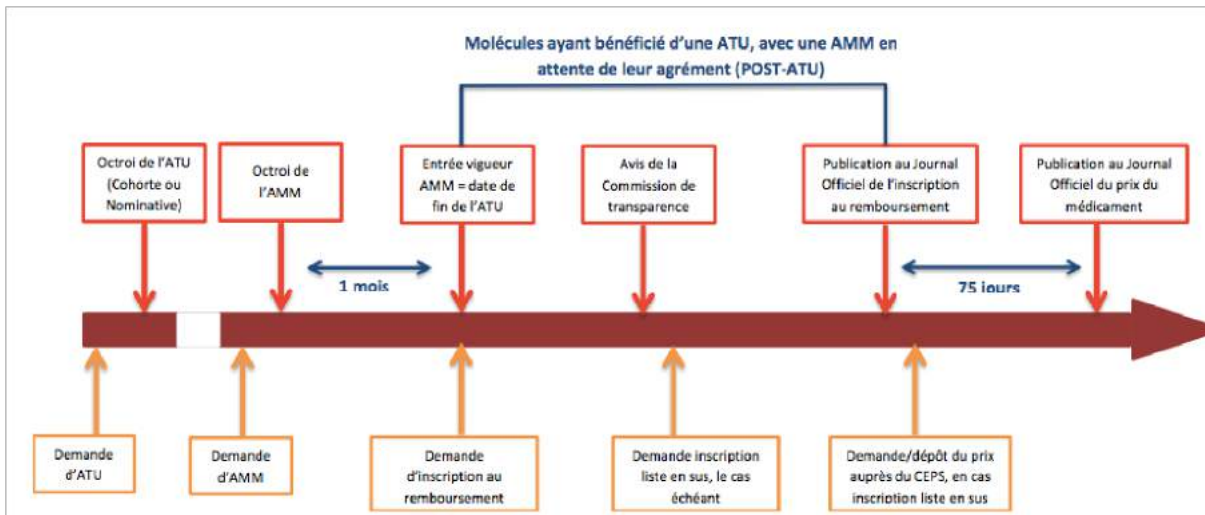 Molécules ayant bénéficié d'une ATU, avec une AMM en
attente de leur agrément (POST-ATU)
Octroi de l'ATU
(Cohorte ou
Nominative)
Octroi de
l'AMM
Entrée vigueur
AMM = date de
fin de l'ATU
Avis de la
Commission de
transparence
Publication au Journal
Officiel de l'inscription
au remboursement
Publication au Journal
Officiel du prix du
médicament
1 mois
75 jours
Demande
d'ATU
Demande
d'AMM
Demande
d'inscription au
remboursement
Demande inscription
liste en sus, le cas
échéant
Demande/dépôt du prix
auprès du CEPS, en cas
inscription liste en sus